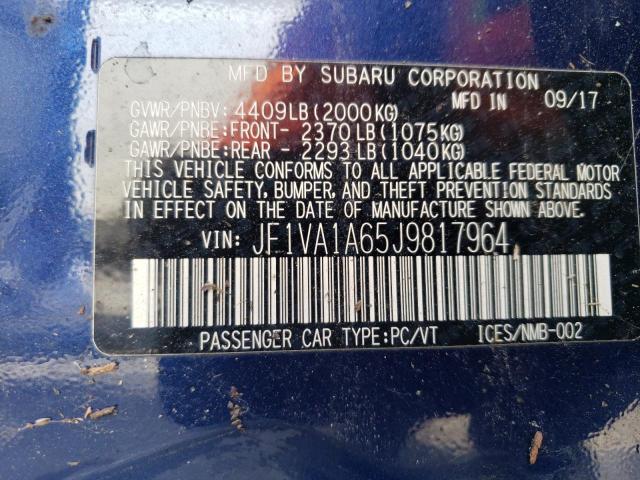 MFD BY SUBARU CORPORATION
MFD IN 09/17
GVWR/PNBV: 4409LB(2000KG)
GAWR/PNBE:FRONT- 2370LB(1075KG)
GAWR/PNBE:REAR - 2293LB(1040KG)
THIS VEHICLE CONFORMS TO ALL APPLICABLE FEDERAL MOTOR
VEHICLE SAFETY, BUMPER, AND THEFT PREVENTION STANDARDS
IN EFFECT ON THE DATE OF MANUFACTURE SHOWN ABOVE.
VIN: JF1VA1A65J9817964
PASSENGER CAR TYPE:PC/VT ICES/NMB-002